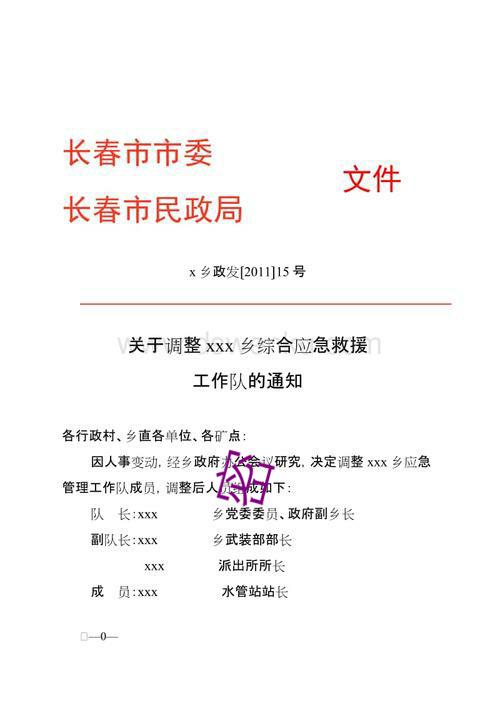 长春市市委
文件
长春市民政局
x 乡政发[2011]15 号
关于调整 xxx 乡综合应急救援
工作队的通知
各行政村、乡直各单位、各矿点：
因人事变动，经乡政府办公会议研究，决定调整 xxx 乡应急
管理工作队成员，调整后人员组成如下：
队 长：xxx 乡党委委员、政府副乡长
副队长：xxx 乡武装部部长
xxx 派出所所长
成 员：xxx 水管站站长
—0—
密